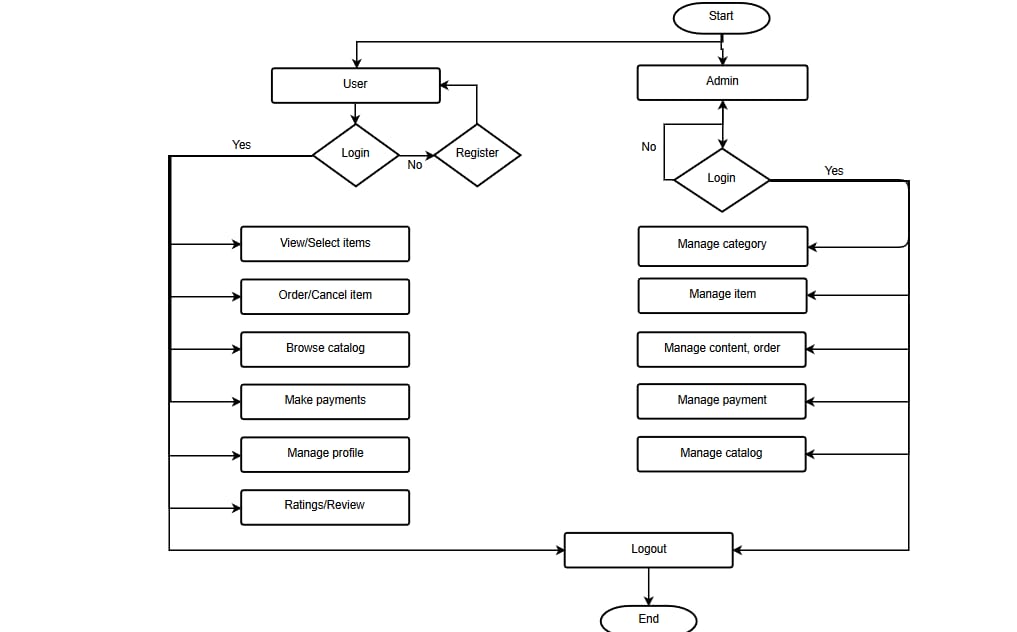 Start
User
Admin
Yes
Login
No
Register
No
Login
Yes
View/Select items
Manage category
Order/Cancel item
Manage item
Browse catalog
Manage content, order
Make payments
Manage payment
Manage profile
Manage catalog
Ratings/Review
Logout
End